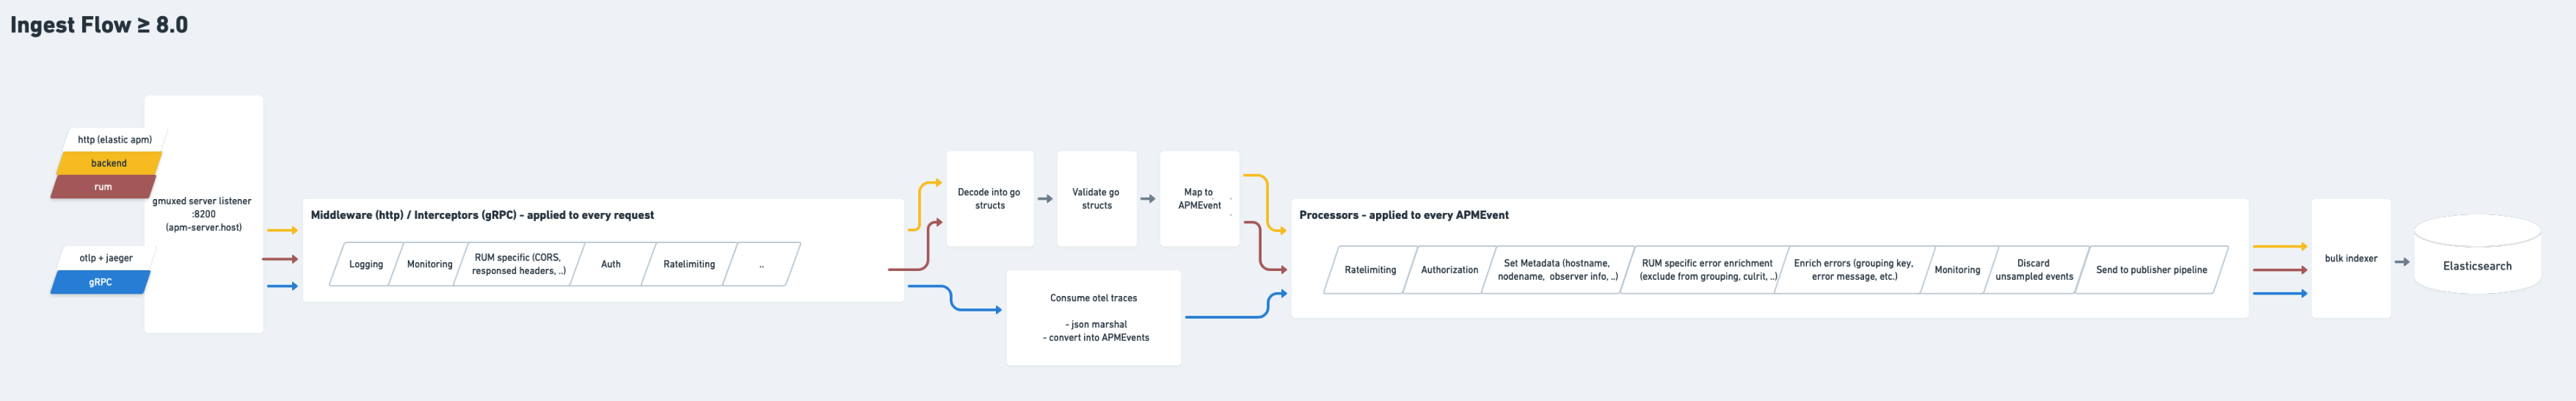 Ingest Flow ≥ 8.0
http (elastic apm)
backend
rum
otlp + jaeger
gRPC
gmuxed server listener
:8200
(apm-server.host)
Middleware (http) / Interceptors (gRPC) - applied to every request
Logging
Monitoring
RUM specific (CORS,
responsed headers, ..)
Auth
Ratelimiting
..
Decode into go
structs
Validate go
structs
Map to
APMEvent
Consume otel traces
- json marshal
- convert into APMEvents
Processors - applied to every APMEvent
Ratelimiting
Authorization
Set Metadata (hostname,
nodename, observer info, ..)
RUM specific error enrichment
(exclude from grouping, culrit, ..)
Enrich errors (grouping key,
error message, etc.)
Monitoring
Discard
unsampled events
Send to publisher pipeline
bulk indexer
Elasticsearch